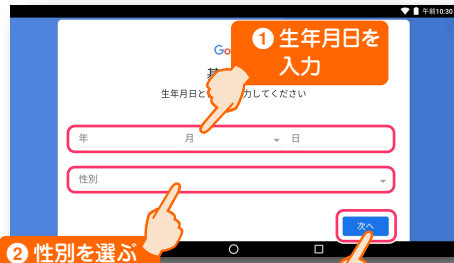 午前10:30
Go
① 生年月日を
入力
基
生年月日と
力してください
年 月 日
性別
次へ
② 性別を選ぶ